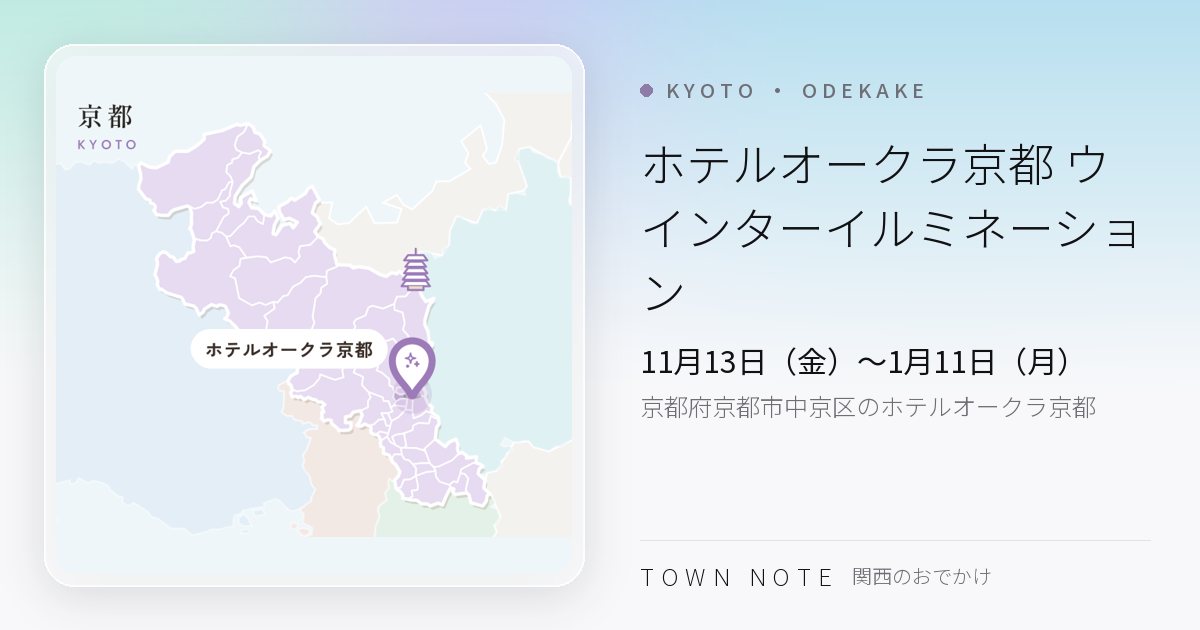 京都
KYOTO
ホテルオークラ京都
KYOTO • ODEKAKE
ホテルオークラ京都 ウ
インターイルミネーショ
ン
11月13日（金）〜1月11日（月）
京都府京都市中京区のホテルオークラ京都
TOWN NOTE 関西のおでかけ